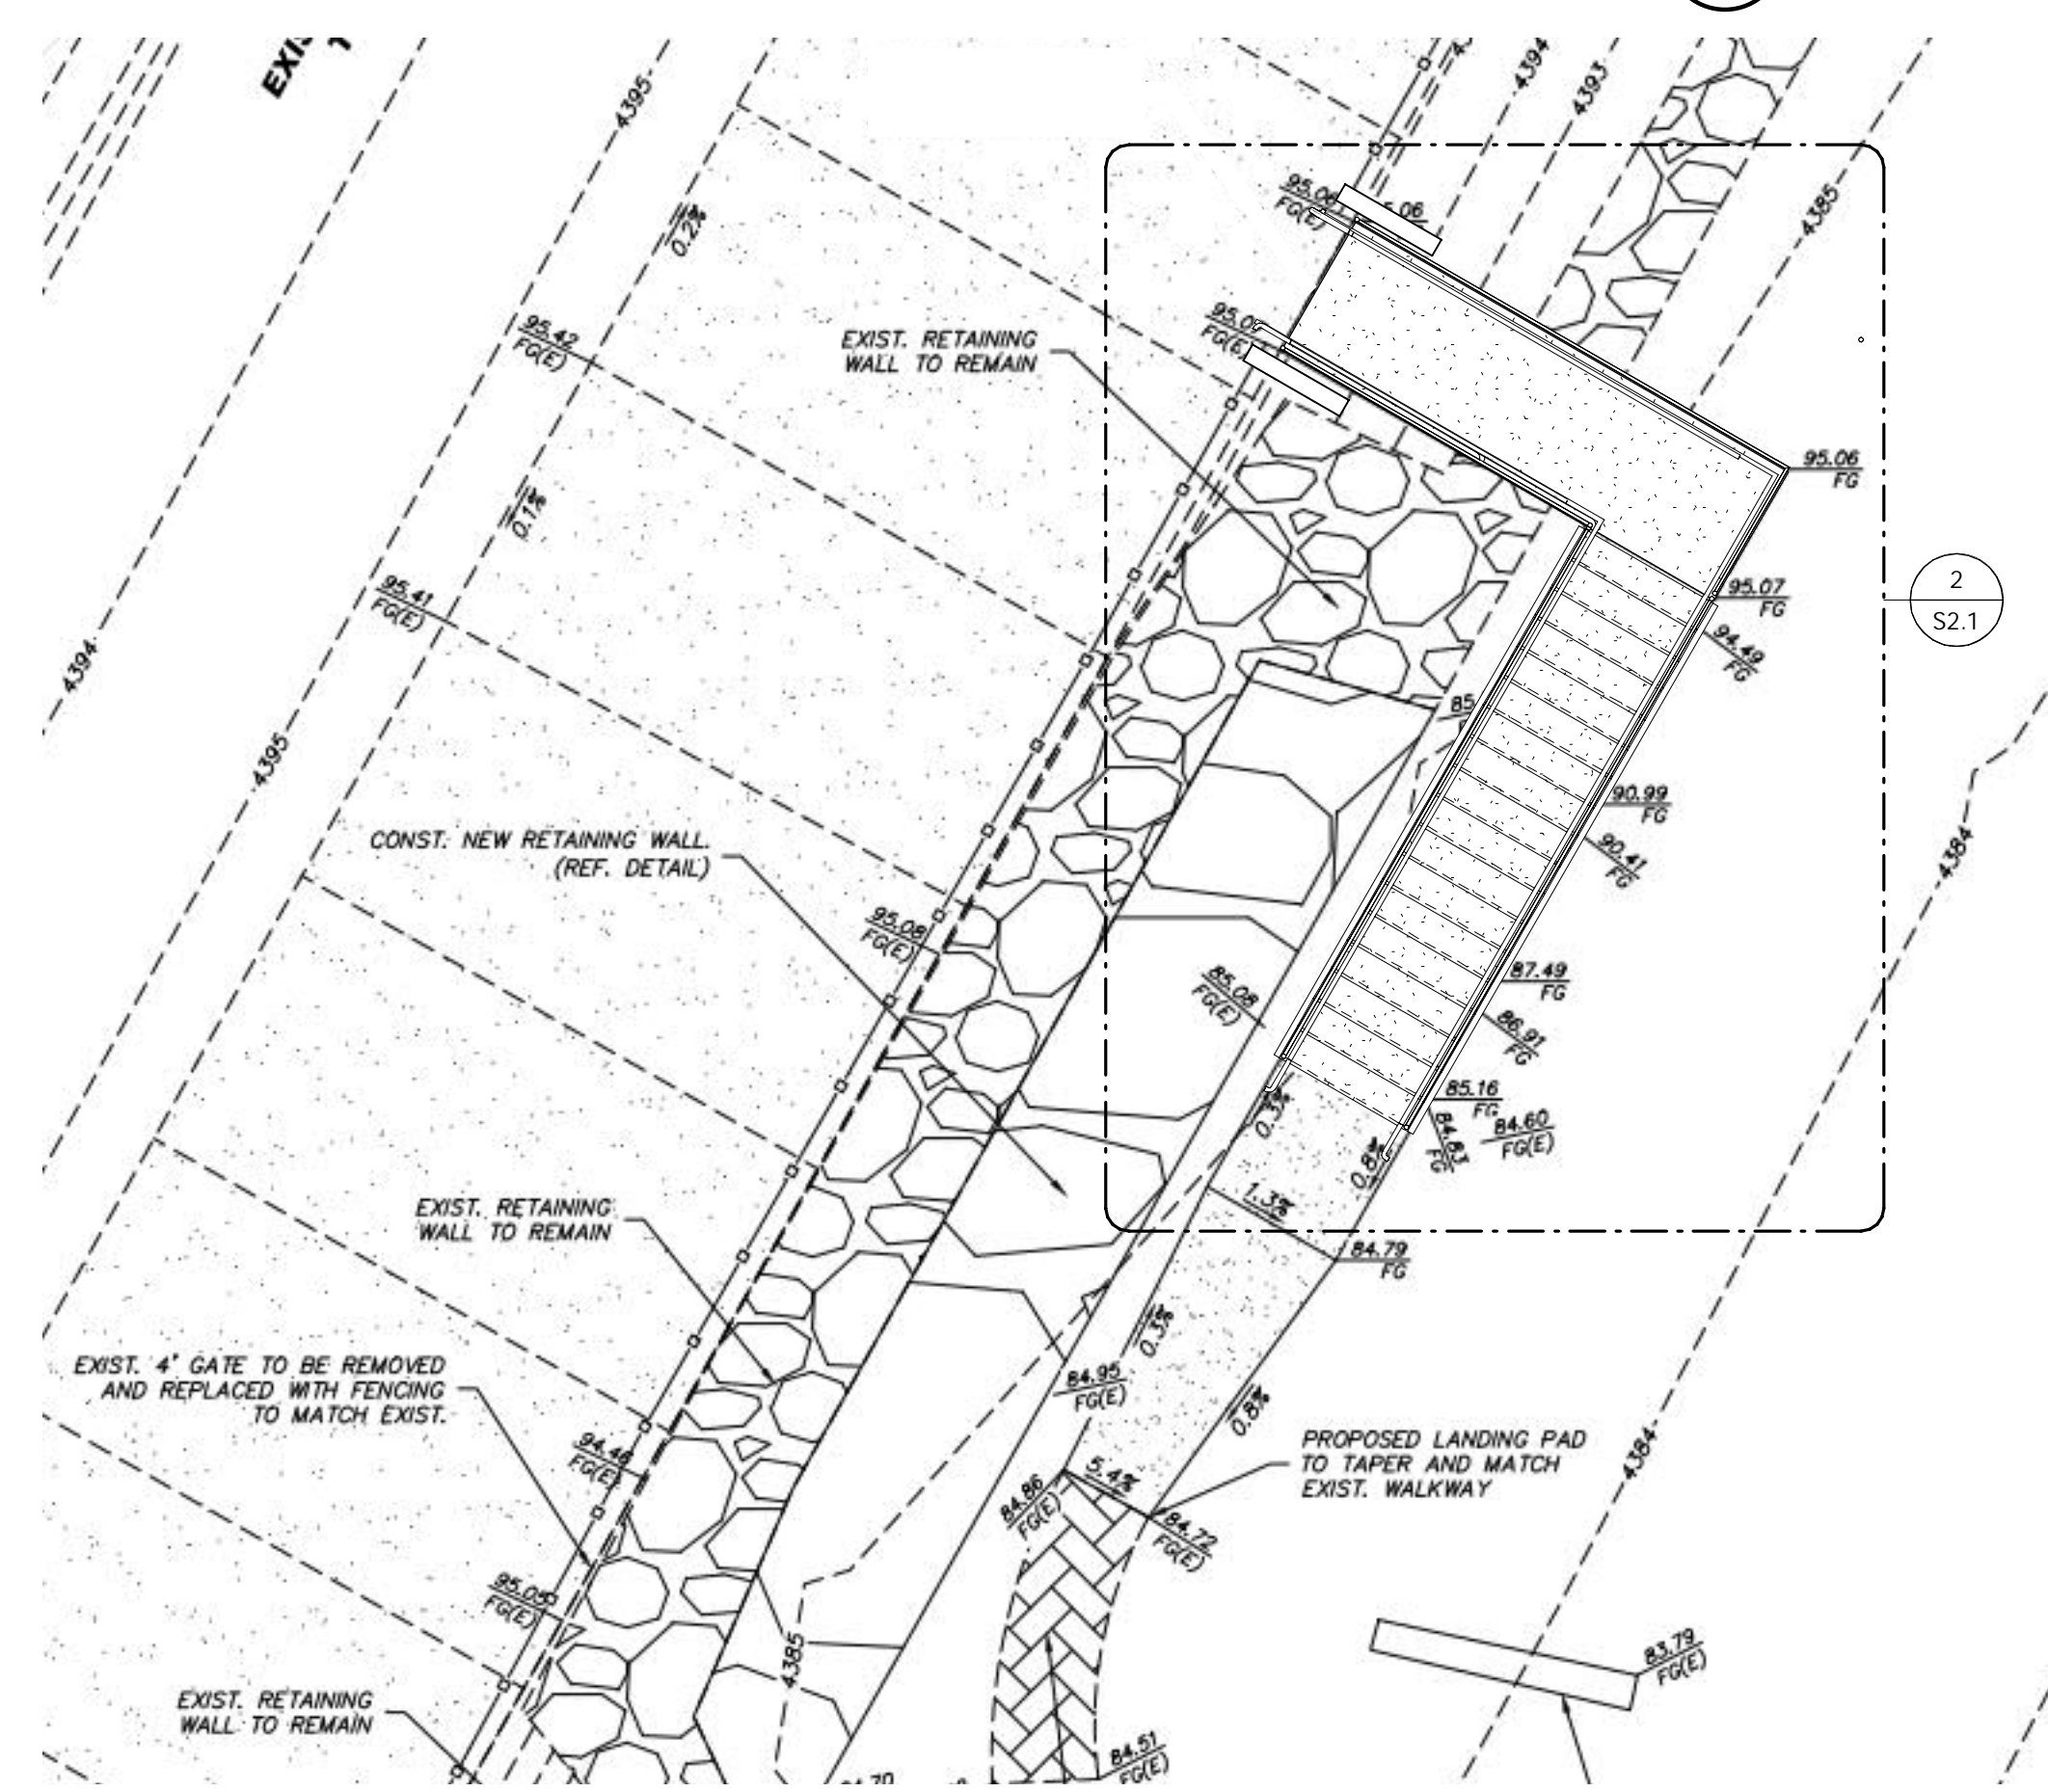 4395
4394
4393
4385
0.2%
95.06
FG(E)
5.06
95.42
FG(E)
EXIST. RETAINING
WALL TO REMAIN
FG(E)
95.06
FG
0.1%
95.41
FG(E)
2
S2.1
95.07
FG
94.49
FG
4394
4395
85
90.99
FG
90.41
FG
4384
CONST. NEW RETAINING WALL.
(REF. DETAIL)
95.08
FG(E)
85.08
FG(E)
87.49
FG
86.91
FG
85.16
FG
84.83
FG
84.60
FG(E)
0.3%
0.8%
1.3%
84.79
FG
EXIST. RETAINING
WALL TO REMAIN
0.3%
84.95
FG(E)
0.8%
EXIST. 4' GATE TO BE REMOVED
AND REPLACED WITH FENCING
TO MATCH EXIST.
94.46
FG(E)
5.4%
84.86
FG(E)
84.72
FG(E)
PROPOSED LANDING PAD
TO TAPER AND MATCH
EXIST. WALKWAY
4384
95.05
FG(E)
4385
83.79
FG(E)
EXIST. RETAINING
WALL TO REMAIN
84.51
FG(E)